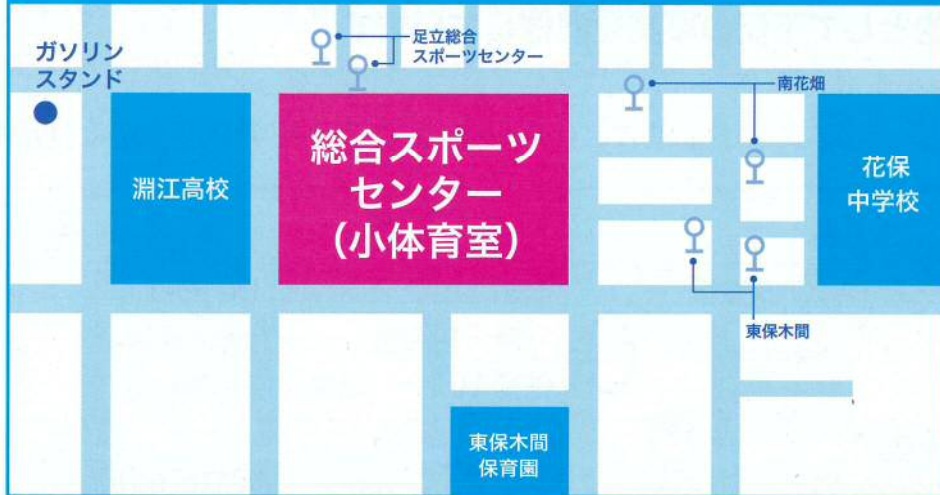 ガソリン
スタンド
足立総合
スポーツセンター
南花畑
淵江高校
総合スポーツ
センター
（小体育室）
花保
中学校
東保木間
東保木間
保育園